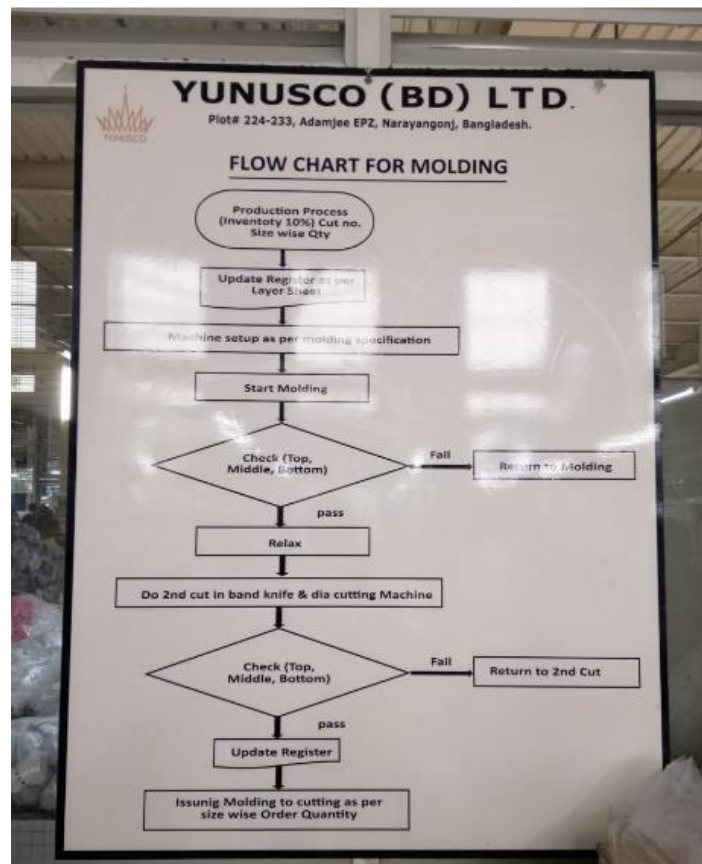 YUNUSCO (BD) LTD.
Plot# 224-233, Adamjee EPZ, Narayangonj, Bangladesh.
YUNUSCO
FLOW CHART FOR MOLDING
Production Process
(Inventoty 10%) Cut no.
Size wise Qty
Update Register as per
Layer Sheet
Machine setup as per molding specification
Start Molding
Check (Top,
Middle, Bottom)
Fail
Return to Molding
pass
Relax
Do 2nd cut in band knife & dia cutting Machine
Check (Top,
Middle, Bottom)
Fail
Return to 2nd Cut
pass
Update Register
Issunig Molding to cutting as per
size wise Order Quantity